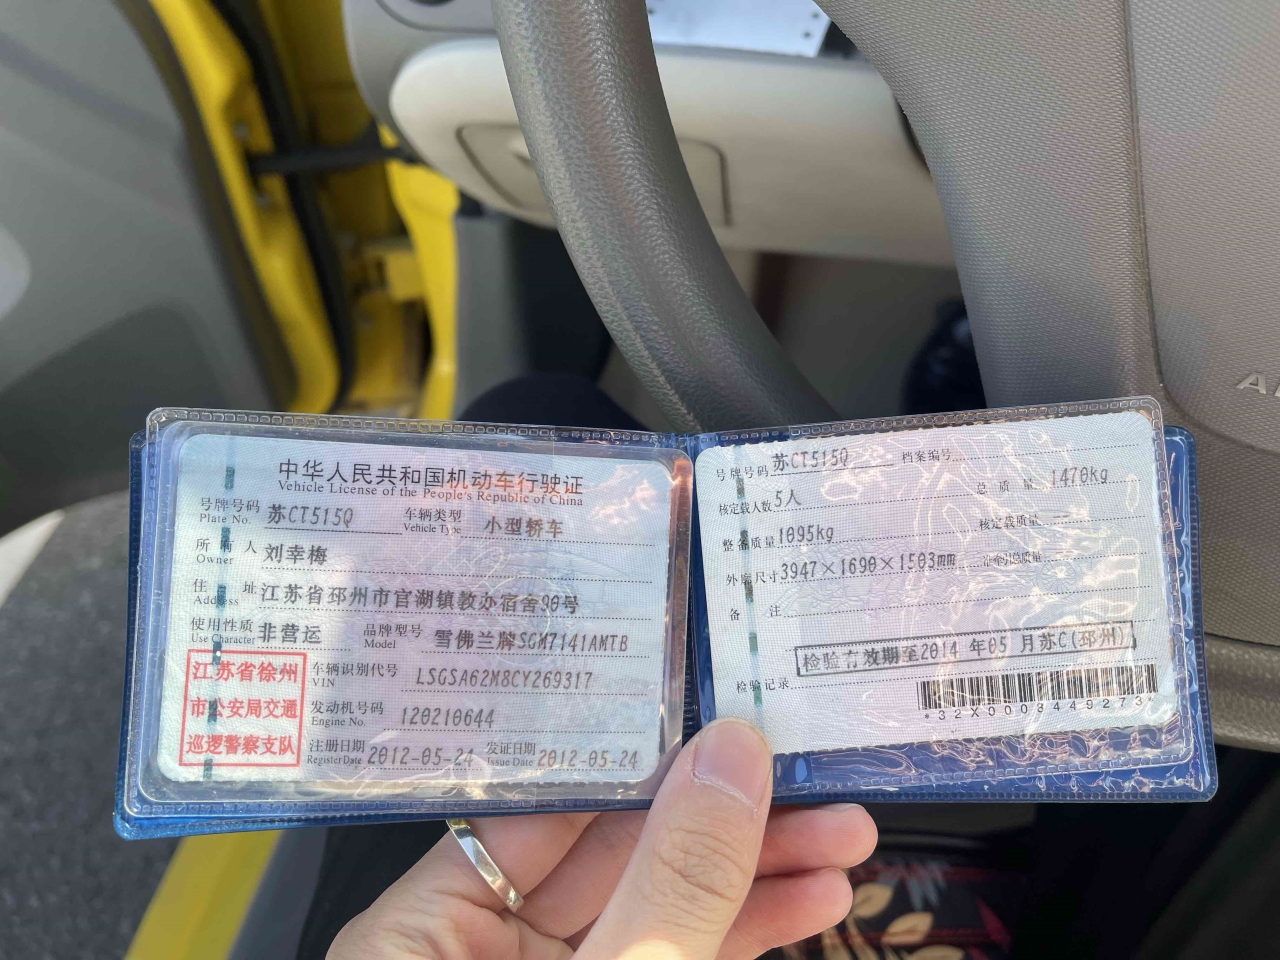 中华人民共和国机动车行驶证
Vehicle License of the People's Republic of China
号牌号码 苏CT515Q 车辆类型 小型轿车
Plate No. Vehicle Type
所有人 刘幸梅
Owner
住址 江苏省邳州市官湖镇教办宿舍90号
Address
使用性质 非营运 品牌型号 雪佛兰牌SGM7141AMTB
Use Character Model
江苏省徐州
市公安局交通
巡逻警察支队
车辆识别代号 LSGSA62M8CY269317
VIN
发动机号码 120210644
Engine No.
注册日期 2012-05-24 发证日期 2012-05-24
Register Date Issue Date
号牌号码 苏CT515Q 档案编号
核定载人数 5人 总质量 1470kg
整备质量 1095kg 核定载质量 —
外廓尺寸 3947×1690×1503mm 准牵引总质量 —
备注
检验有效期至2014 年05 月苏C(邳州)
检验记录
*32X0003449273*